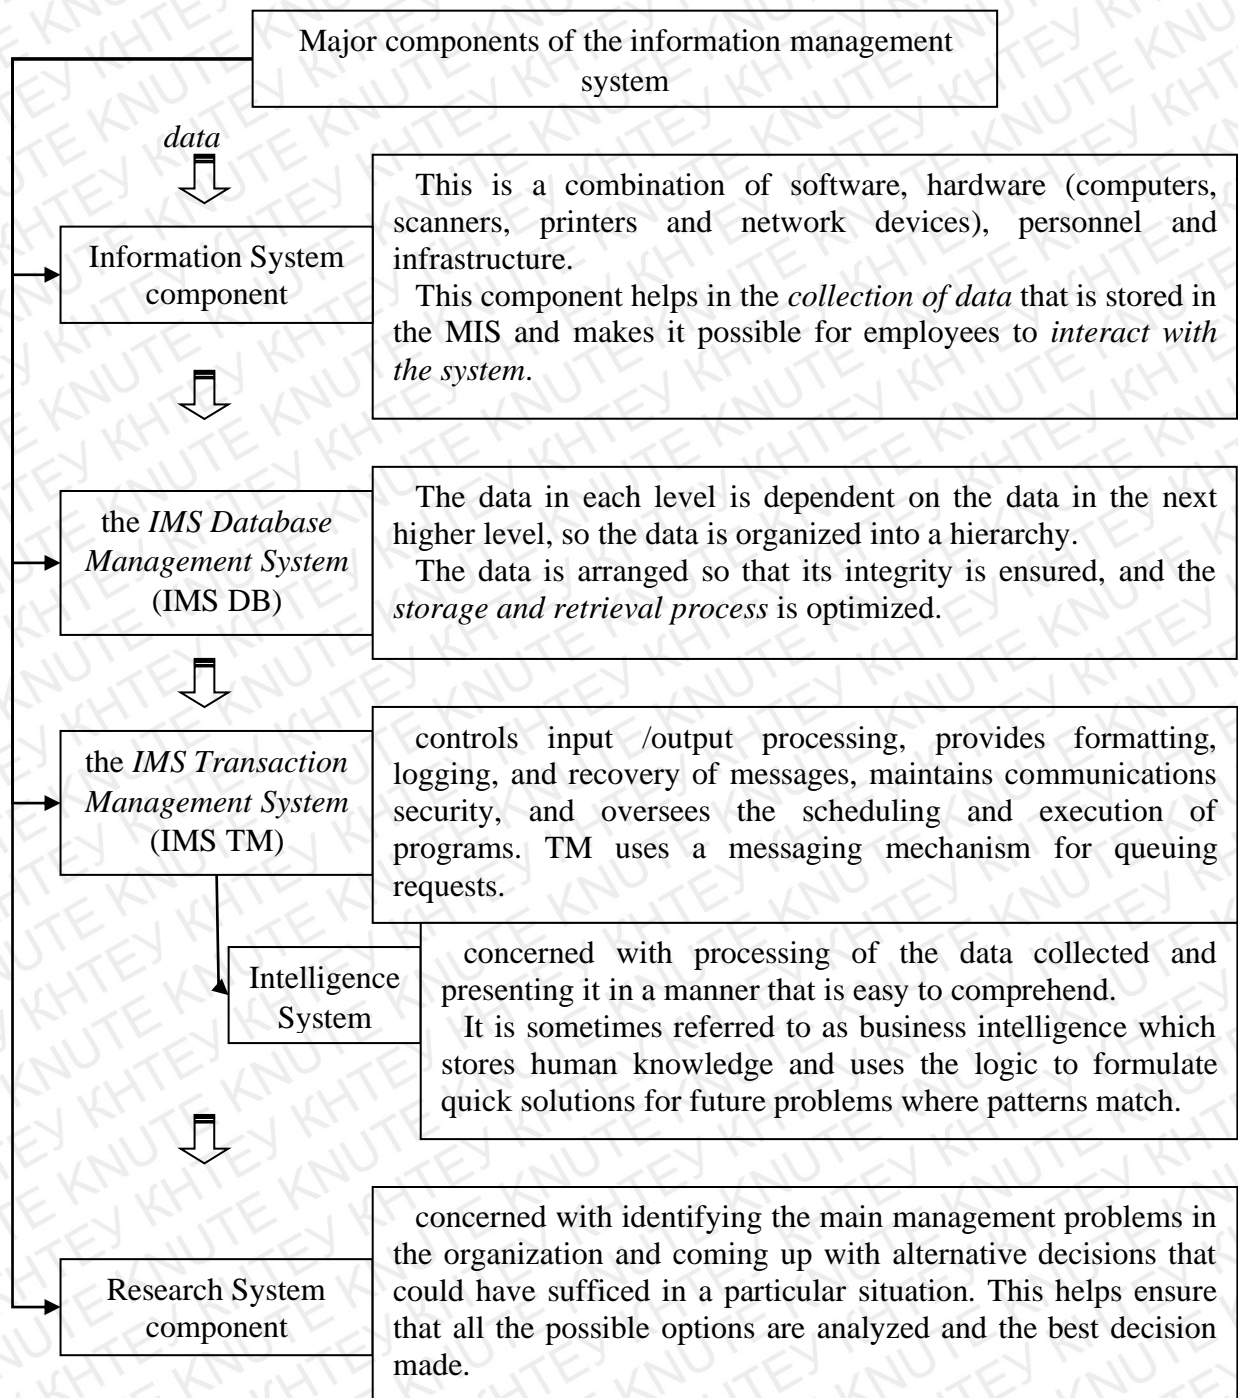 Major components of the information management
system
data
Information System
component
This is a combination of software, hardware (computers,
scanners, printers and network devices), personnel and
infrastructure.
This component helps in the collection of data that is stored in
the MIS and makes it possible for employees to interact with
the system.
the IMS Database
Management System
(IMS DB)
The data in each level is dependent on the data in the next
higher level, so the data is organized into a hierarchy.
The data is arranged so that its integrity is ensured, and the
storage and retrieval process is optimized.
the IMS Transaction
Management System
(IMS TM)
controls input /output processing, provides formatting,
logging, and recovery of messages, maintains communications
security, and oversees the scheduling and execution of
programs. TM uses a messaging mechanism for queuing
requests.
Intelligence
System
concerned with processing of the data collected and
presenting it in a manner that is easy to comprehend.
It is sometimes referred to as business intelligence which
stores human knowledge and uses the logic to formulate
quick solutions for future problems where patterns match.
Research System
component
concerned with identifying the main management problems in
the organization and coming up with alternative decisions that
could have sufficed in a particular situation. This helps ensure
that all the possible options are analyzed and the best decision
made.